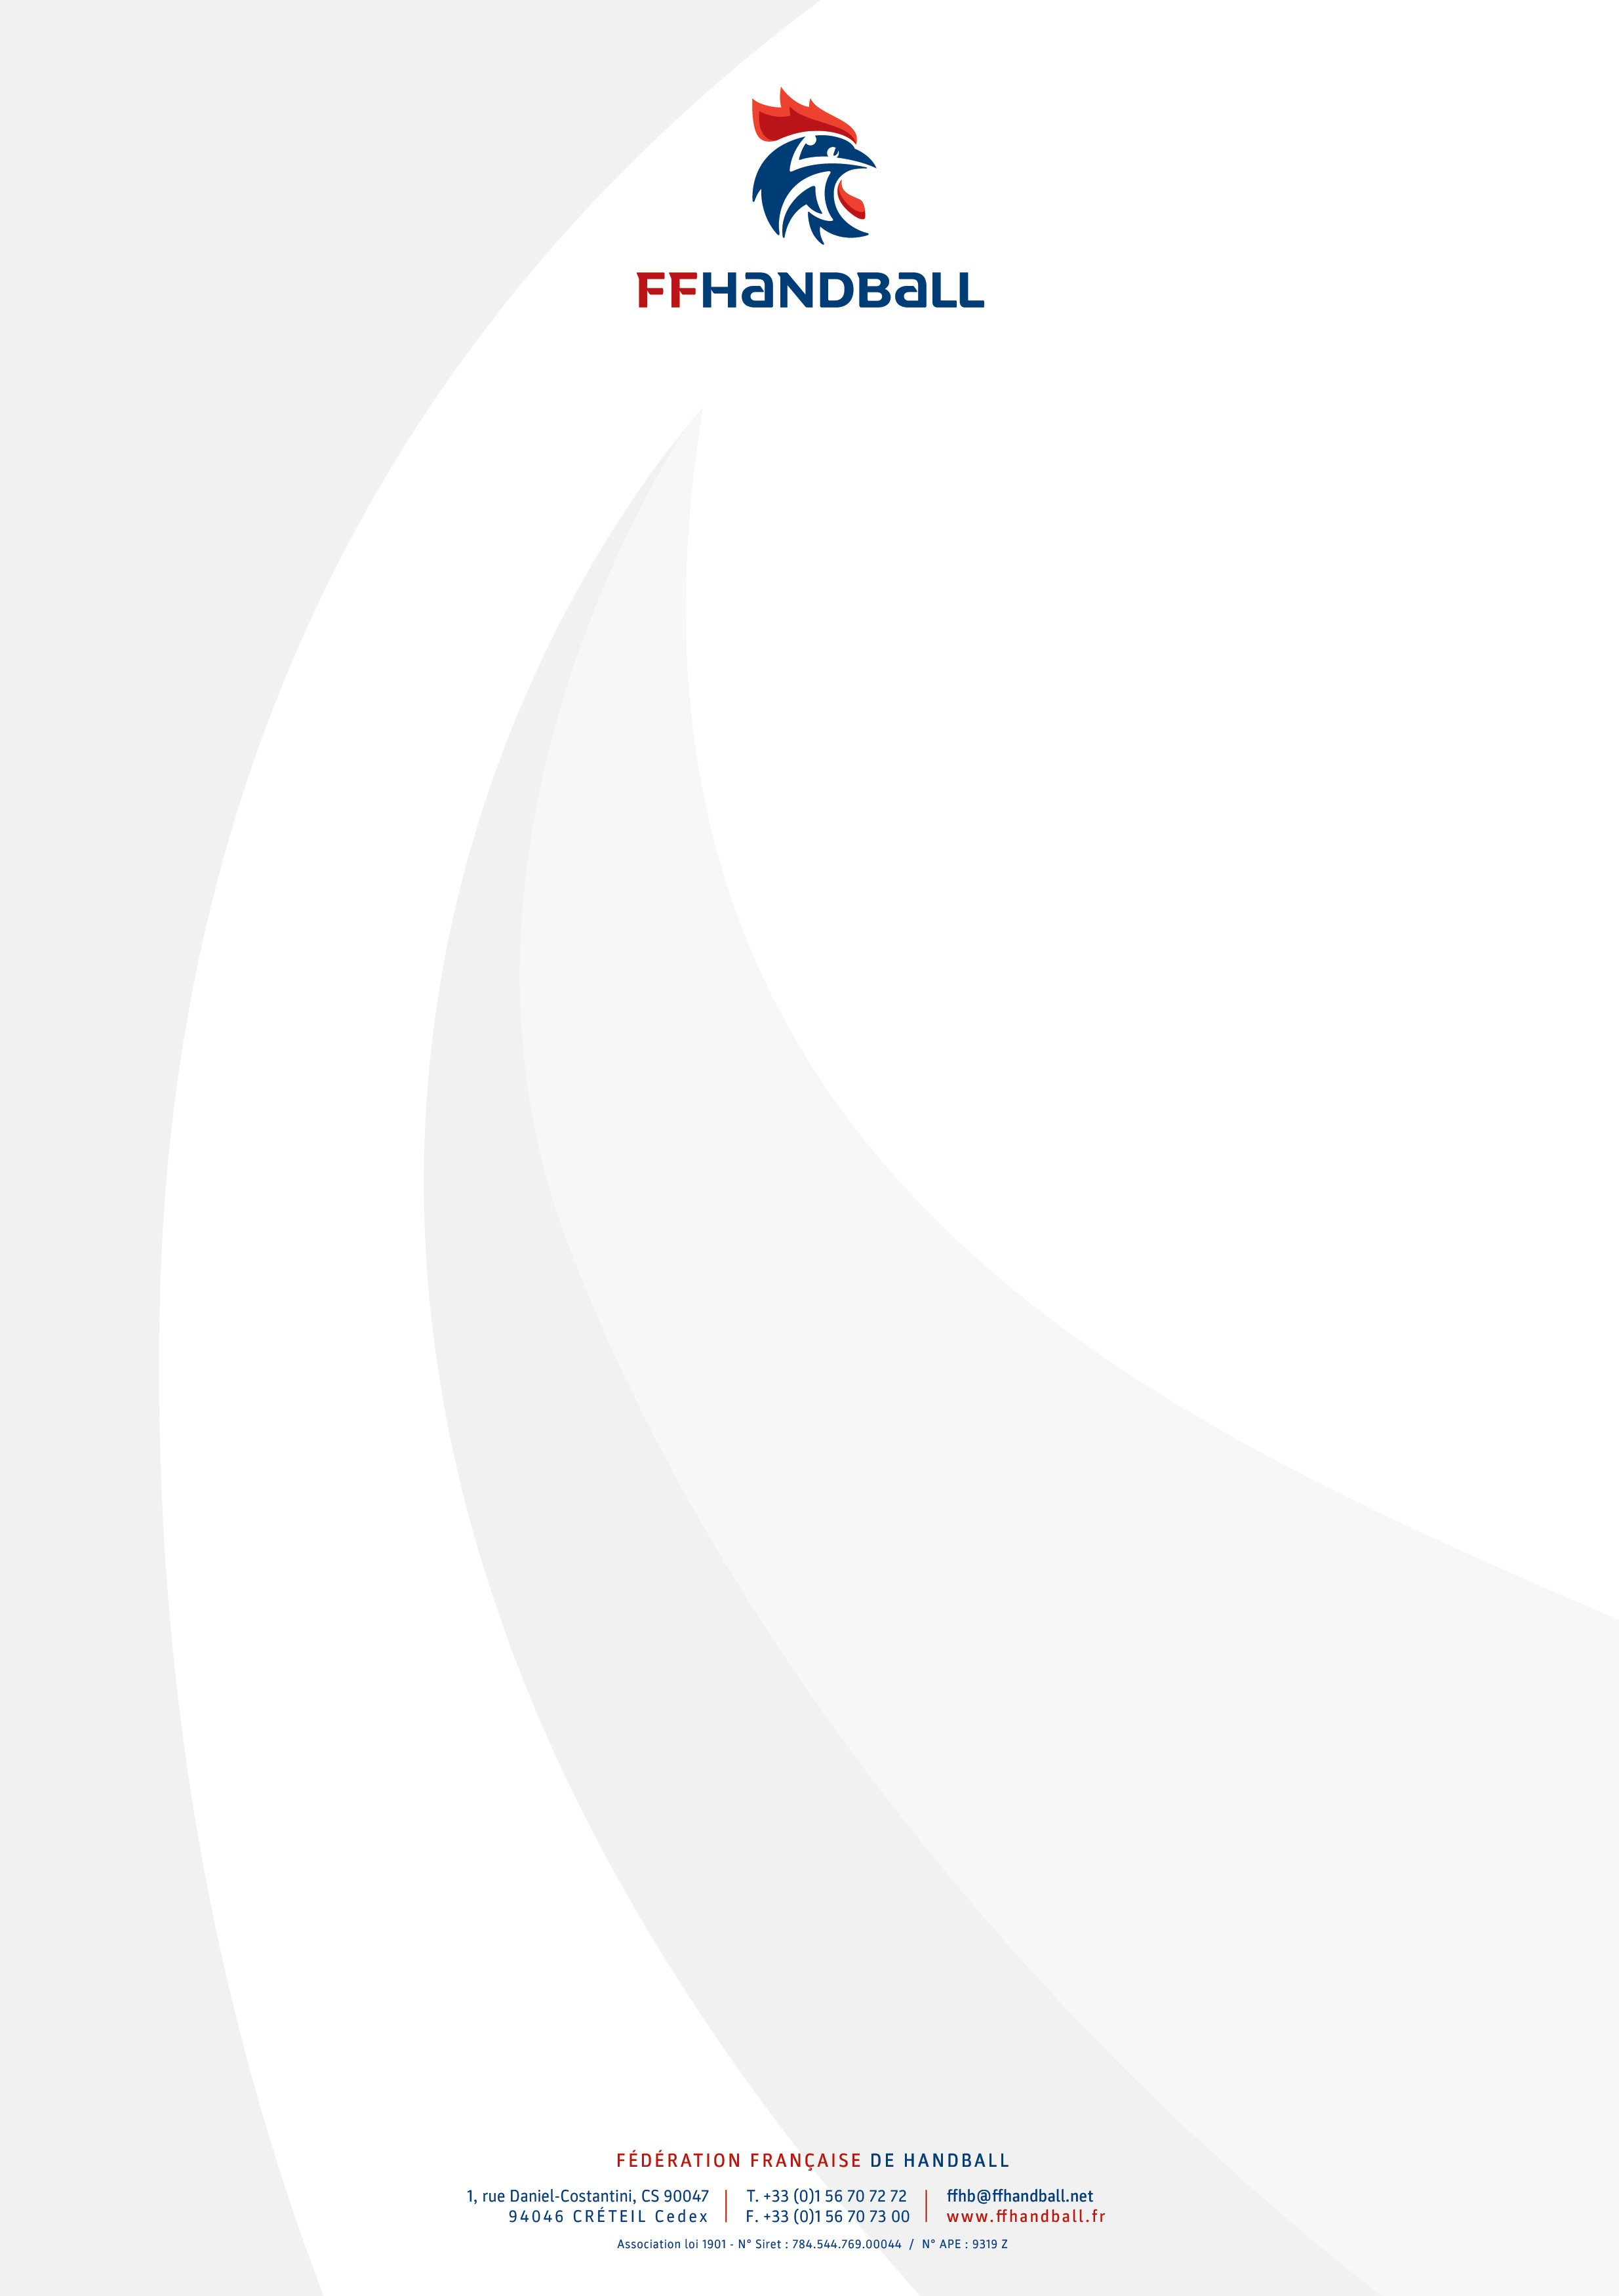 FFHANDBALL
FÉDÉRATION FRANÇAISE DE HANDBALL
1, rue Daniel-Costantini, CS 90047
94046 CRÉTEIL Cedex
T. +33 (0)1 56 70 72 72
F. +33 (0)1 56 70 73 00
ffhb@ffhandball.net
www.ffhandball.fr
Association loi 1901 - N° Siret : 784.544.769.00044 / N° APE : 9319 Z